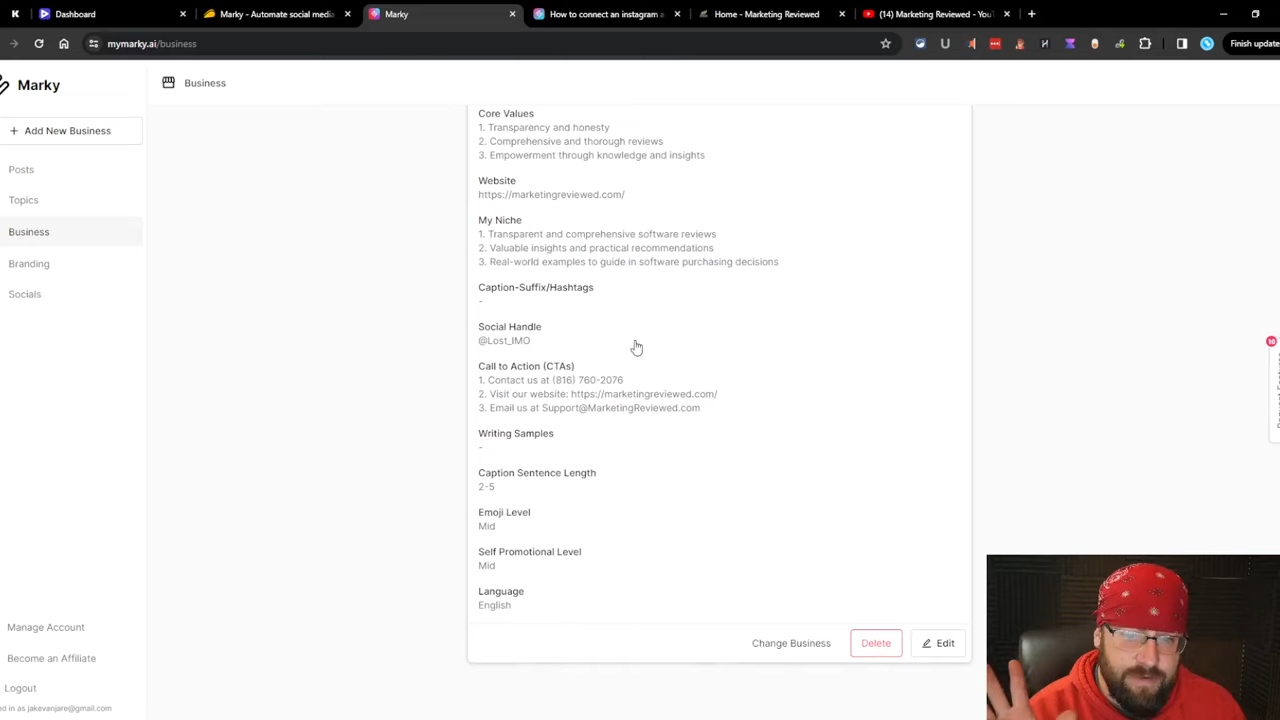 Dashboard
Marky - Automate social media
Marky
How to connect an instagram a
Home - Marketing Reviewed
(14) Marketing Reviewed - You
mymarky.ai/business
Finish update
Marky
Business
Add New Business
Posts
Topics
Business
Branding
Socials
Core Values
1. Transparency and honesty
2. Comprehensive and thorough reviews
3. Empowerment through knowledge and insights
Website
https://marketingreviewed.com/
My Niche
1. Transparent and comprehensive software reviews
2. Valuable insights and practical recommendations
3. Real-world examples to guide in software purchasing decisions
Caption-Suffix/Hashtags
-
Social Handle
@Lost_IMO
Call to Action (CTAs)
1. Contact us at (816) 760-2076
2. Visit our website: https://marketingreviewed.com/
3. Email us at Support@MarketingReviewed.com
Writing Samples
-
Caption Sentence Length
2-5
Emoji Level
Mid
Self Promotional Level
Mid
Language
English
Change Business
Delete
Edit
Manage Account
Become an Affiliate
Logout
ed in as jakevanjare@gmail.com